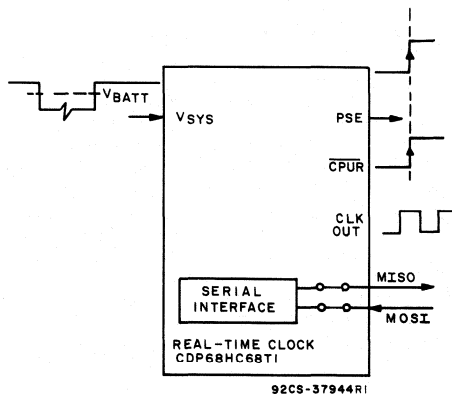 VBATT
VSYS
PSE
CPUR
CLK
OUT
MISO
SERIAL
INTERFACE
MOSI
REAL-TIME CLOCK
CDP68HC68T1
92CS-37944R1